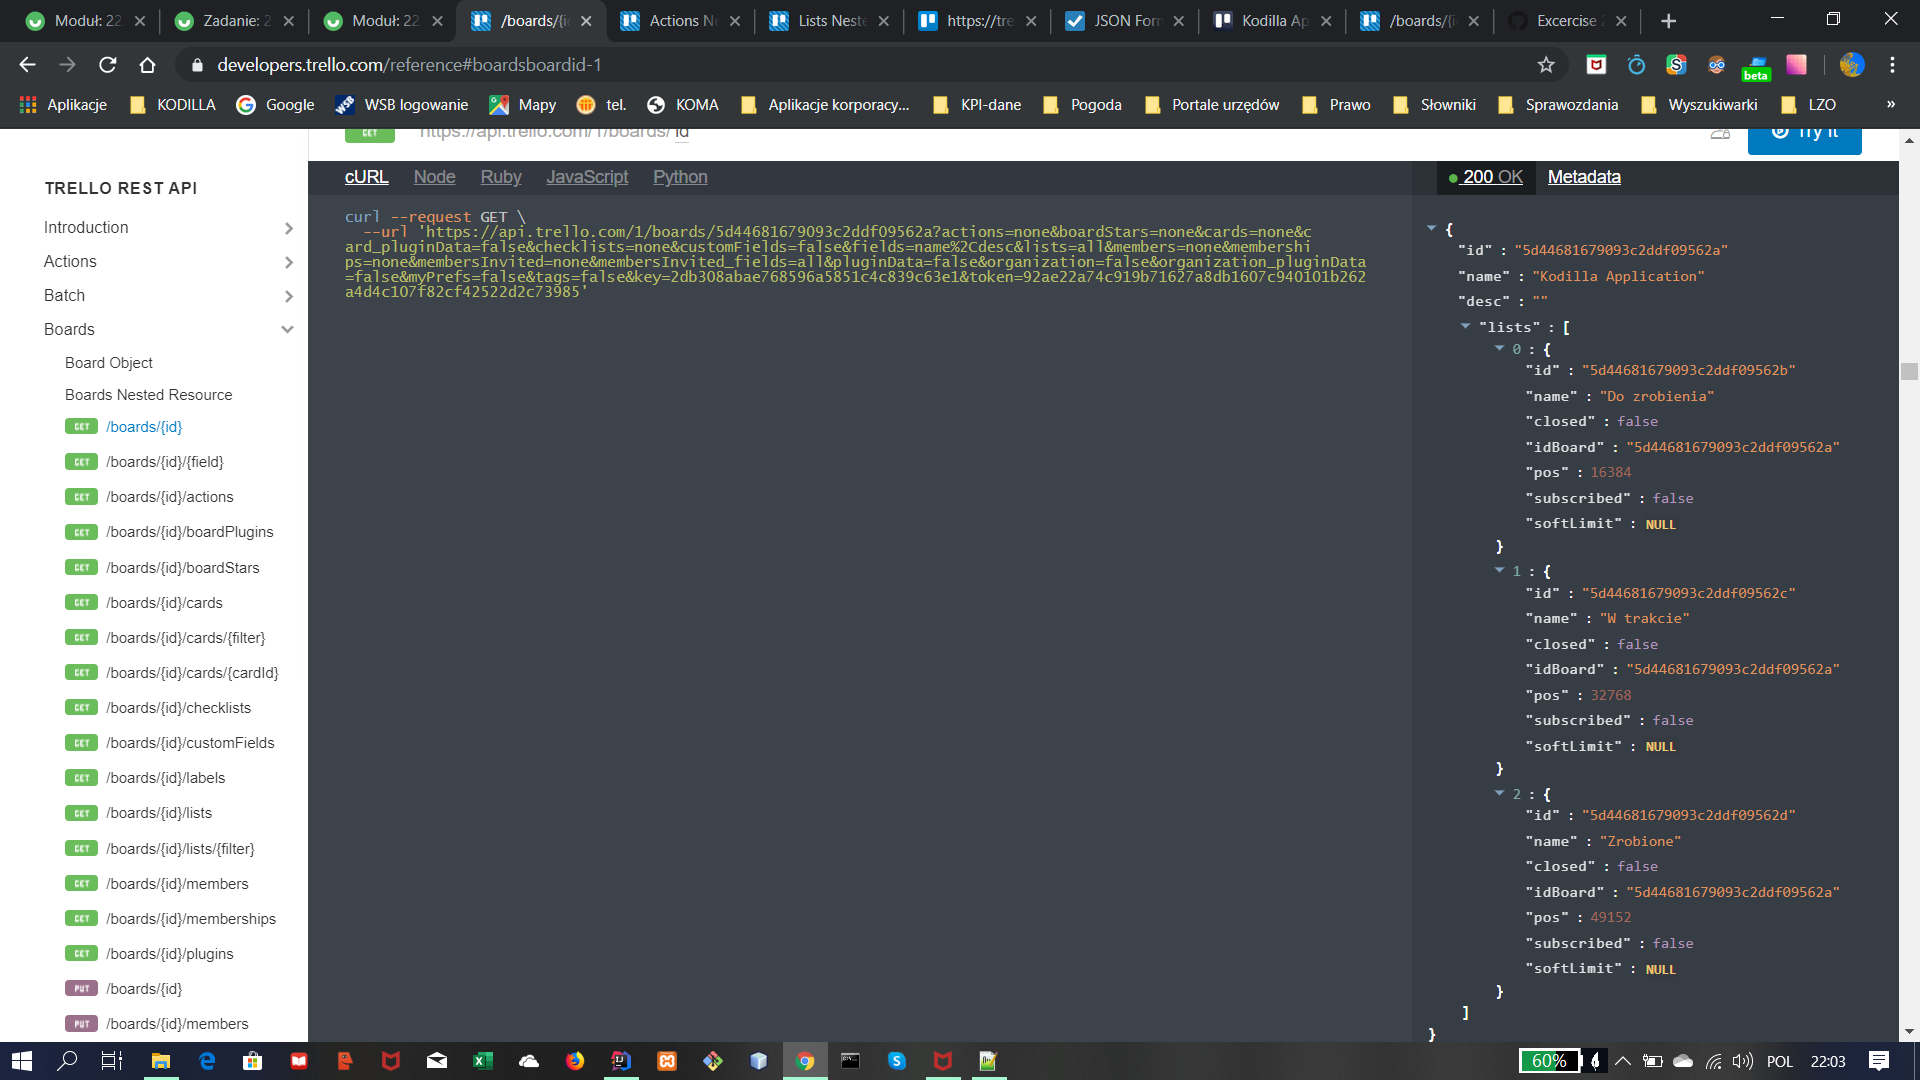 Moduł: 22
Zadanie: 2
Moduł: 22
/boards/{i
Actions Ne
Lists Neste
https://tre
JSON Form
Kodilla Ap
/boards/{i
Excercise 2
developers.trello.com/reference#boardsboardid-1
beta
Aplikacje
KODILLA
Google
WSB logowanie
Mapy
tel.
KOMA
Aplikacje korporacy...
KPI-dane
Pogoda
Portale urzędów
Prawo
Słowniki
Sprawozdania
Wyszukiwarki
LZO
»
GET https://api.trello.com/1/boards/ id
Try It
TRELLO REST API
Introduction
Actions
Batch
Boards
Board Object
Boards Nested Resource
GET /boards/{id}
GET /boards/{id}/{field}
GET /boards/{id}/actions
GET /boards/{id}/boardPlugins
GET /boards/{id}/boardStars
GET /boards/{id}/cards
GET /boards/{id}/cards/{filter}
GET /boards/{id}/cards/{cardId}
GET /boards/{id}/checklists
GET /boards/{id}/customFields
GET /boards/{id}/labels
GET /boards/{id}/lists
GET /boards/{id}/lists/{filter}
GET /boards/{id}/members
GET /boards/{id}/memberships
GET /boards/{id}/plugins
PUT /boards/{id}
PUT /boards/{id}/members
cURL Node Ruby JavaScript Python
curl --request GET \
--url 'https://api.trello.com/1/boards/5d44681679093c2ddf09562a?actions=none&boardStars=none&cards=none&c
ard_pluginData=false&checklists=none&customFields=false&fields=name%2Cdesc&lists=all&members=none&membershi
ps=none&membersInvited=none&membersInvited_fields=all&pluginData=false&organization=false&organization_pluginData
=false&myPrefs=false&tags=false&key=2db308abae768596a5851c4c839c63e1&token=92ae22a74c919b71627a8db1607c940101b262
a4d4c107f82cf42522d2c73985'
200 OK Metadata
{
"id" : "5d44681679093c2ddf09562a"
"name" : "Kodilla Application"
"desc" : ""
"lists" : [
0 : {
"id" : "5d44681679093c2ddf09562b"
"name" : "Do zrobienia"
"closed" : false
"idBoard" : "5d44681679093c2ddf09562a"
"pos" : 16384
"subscribed" : false
"softLimit" : NULL
}
1 : {
"id" : "5d44681679093c2ddf09562c"
"name" : "W trakcie"
"closed" : false
"idBoard" : "5d44681679093c2ddf09562a"
"pos" : 32768
"subscribed" : false
"softLimit" : NULL
}
2 : {
"id" : "5d44681679093c2ddf09562d"
"name" : "Zrobione"
"closed" : false
"idBoard" : "5d44681679093c2ddf09562a"
"pos" : 49152
"subscribed" : false
"softLimit" : NULL
}
]
}
60%
POL
22:03